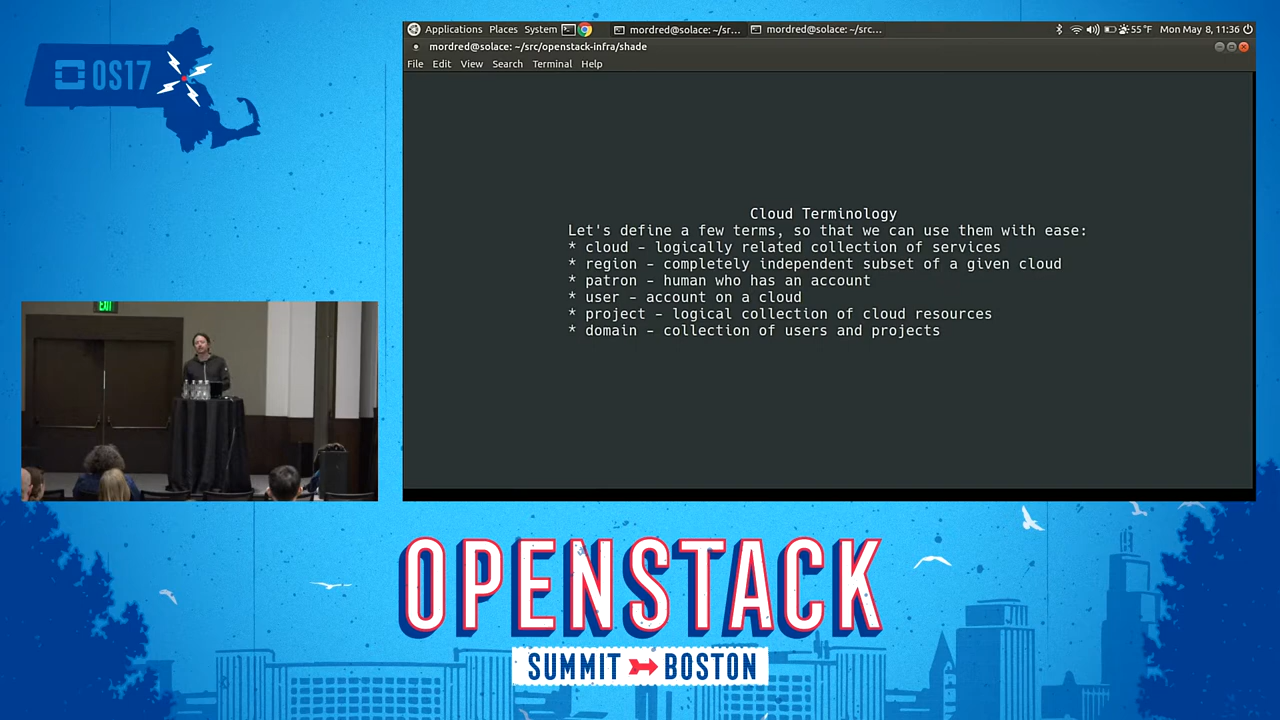 OS17
Applications Places System
mordred@solace: ~/sr...
mordred@solace: ~/src...
55 °F
Mon May 8, 11:36
mordred@solace: ~/src/openstack-infra/shade
File Edit View Search Terminal Help
Cloud Terminology
Let's define a few terms, so that we can use them with ease:
* cloud - logically related collection of services
* region - completely independent subset of a given cloud
* patron - human who has an account
* user - account on a cloud
* project - logical collection of cloud resources
* domain - collection of users and projects
EXIT
OPENSTACK
SUMMIT BOSTON